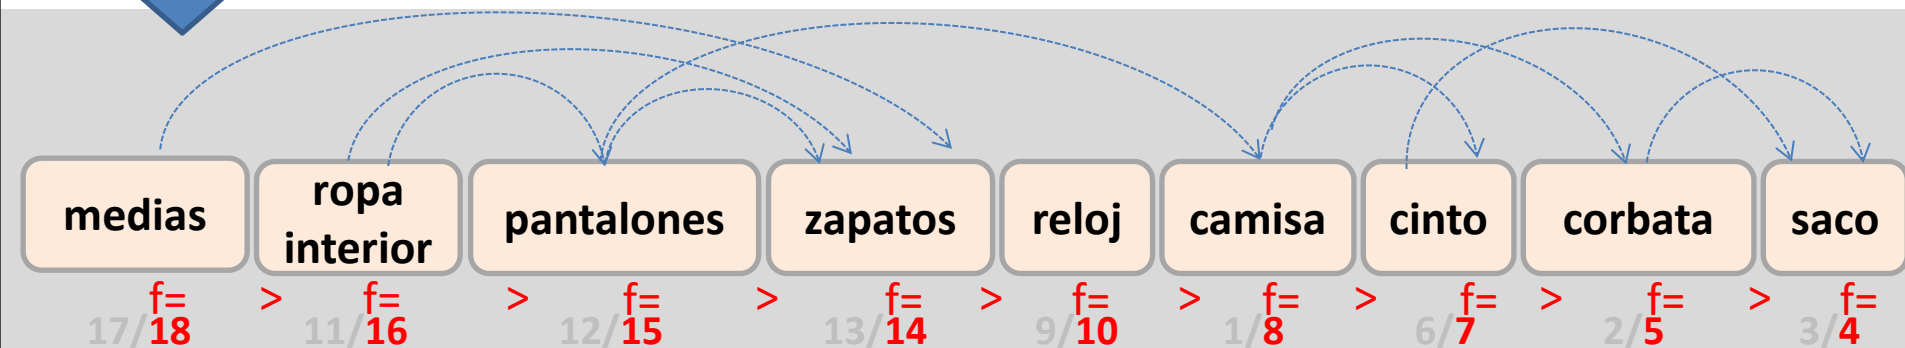 medias
ropa
interior
pantalones
zapatos
reloj
camisa
cinto
corbata
saco
f= > f= > f= > f= > f= > f= > f= > f= > f=
17/18 11/16 12/15 13/14 9/10 1/8 6/7 2/5 3/4